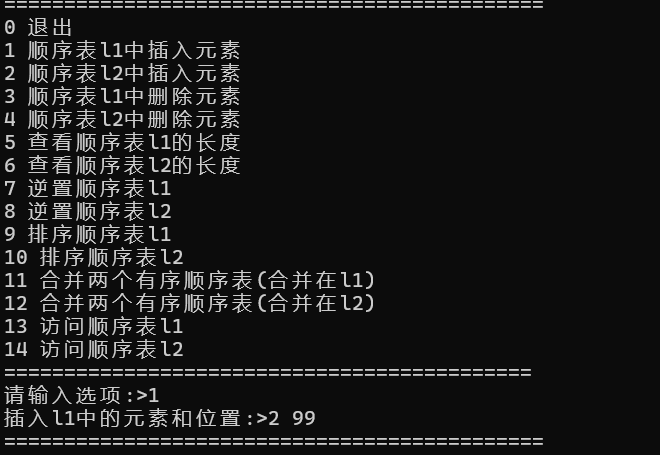 =============================================
0 退出
1 顺序表l1中插入元素
2 顺序表l2中插入元素
3 顺序表l1中删除元素
4 顺序表l2中删除元素
5 查看顺序表l1的长度
6 查看顺序表l2的长度
7 逆置顺序表l1
8 逆置顺序表l2
9 排序顺序表l1
10 排序顺序表l2
11 合并两个有序顺序表(合并在l1)
12 合并两个有序顺序表(合并在l2)
13 访问顺序表l1
14 访问顺序表l2
============================================
请输入选项:>1
插入l1中的元素和位置:>2 99
=============================================